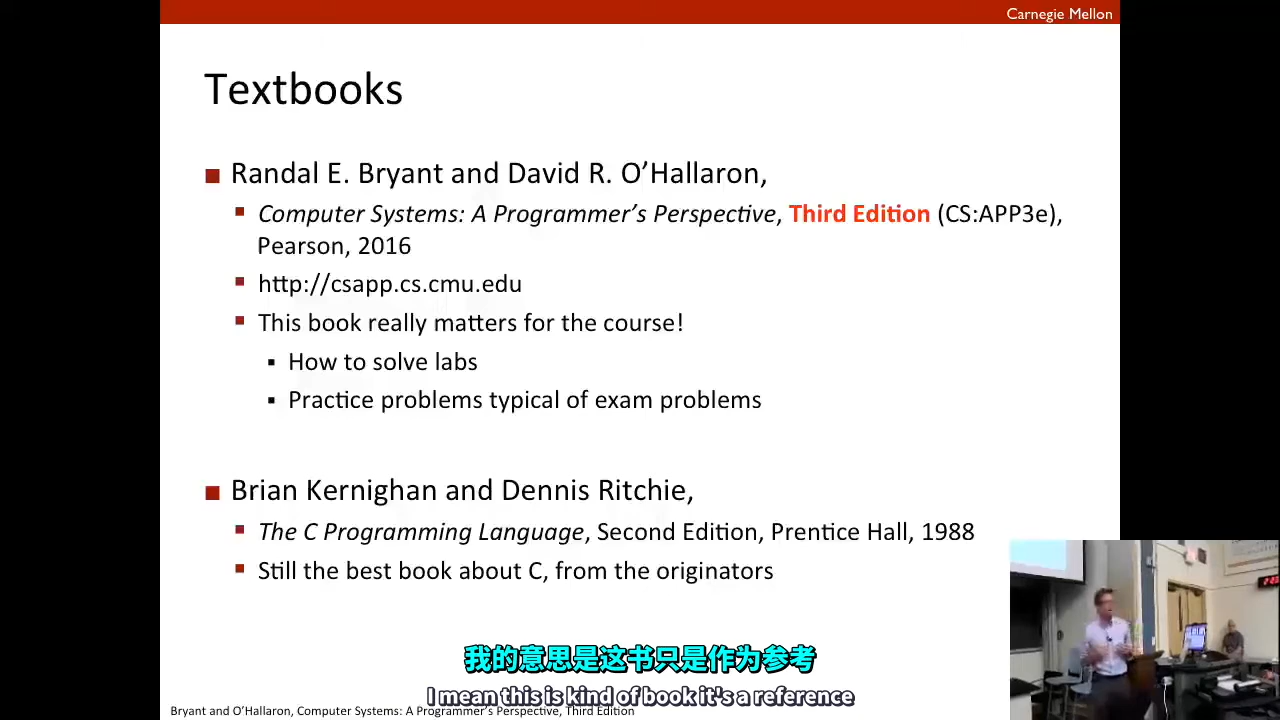 Carnegie Mellon
Textbooks
Randal E. Bryant and David R. O’Hallaron,
Computer Systems: A Programmer’s Perspective, Third Edition (CS:APP3e),
Pearson, 2016
http://csapp.cs.cmu.edu
This book really matters for the course!
How to solve labs
Practice problems typical of exam problems
Brian Kernighan and Dennis Ritchie,
The C Programming Language, Second Edition, Prentice Hall, 1988
Still the best book about C, from the originators
我的意思是这书只是作为参考
I mean this is kind of book it's a reference
Bryant and O’Hallaron, Computer Systems: A Programmer’s Perspective, Third Edition